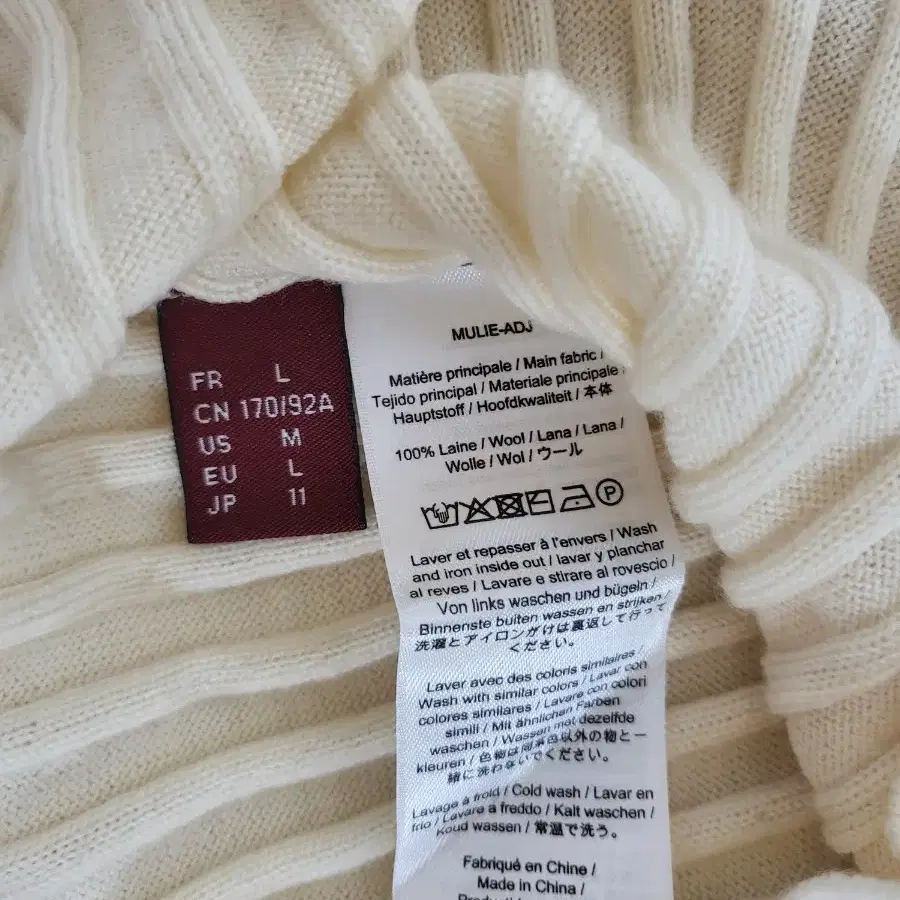 FR L
CN 170/92A
US M
EU L
JP 11
MULIE-ADJ
Matière principale / Main fabric /
Tejido principal / Materiale principale /
Hauptstoff / Hoofdkwaliteit / 本体
100% Laine / Wool / Lana / Lana /
Wolle / Wol / ウール
P
Laver et repasser à l'envers / Wash
and iron inside out / lavar y planchar
al reves / Lavare e stirare al rovescio /
Von links waschen und bügeln /
Binnenste buiten wassen en strijken /
洗濯とアイロンがけは裏返して行って
ください。
Laver avec des coloris similaires /
Wash with similar colors / Lavar con
colores similares / Lavare con colori
simili / Mit ähnlichen Farben
waschen / Wassen met dezelfde
kleuren / 色物は同系色以外の物と一
緒に洗わないでください。
Lavage à froid / Cold wash / Lavar en
frio / Lavare a freddo / Kalt waschen /
Koud wassen / 常温で洗う。
Fabriqué en Chine /
Made in China /